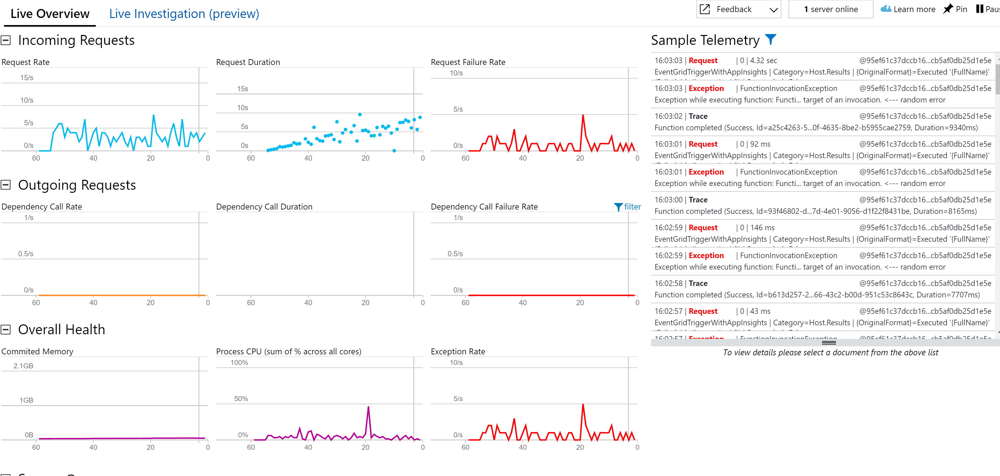 Live Overview
Live Investigation (preview)
Feedback
1 server online
Learn more
Pin
Incoming Requests
Request Rate
15/s
10/s
5/s
0/s
60 40 20 0
Request Duration
15s
10s
5s
0s
60 40 20 0
Request Failure Rate
10/s
5/s
0/s
60 40 20 0
Outgoing Requests
Dependency Call Rate
1/s
0.5/s
0/s
60 40 20 0
Dependency Call Duration
60 40 20 0
Dependency Call Failure Rate
filter
1/s
0.5/s
0/s
60 40 20 0
Overall Health
Commited Memory
2.1GB
1GB
0B
60 40 20 0
Process CPU (sum of % across all cores)
100%
50%
0%
60 40 20 0
Exception Rate
10/s
5/s
0/s
60 40 20 0
Sample Telemetry
16:03:03 | Request | 0 | 4.32 sec @95ef61c37dccb16...cb5af0db25d1e5e
EventGridTriggerWithAppInsights | Category=Host.Results | {OriginalFormat}=Executed '{FullName}'
16:03:03 | Exception | FunctionInvocationException @95ef61c37dccb16...cb5af0db25d1e5e
Exception while executing function: Functi... target of an invocation. <--- random error
16:03:02 | Trace @95ef61c37dccb16...cb5af0db25d1e5e
Function completed (Success, Id=a25c4263-5...0f-4635-8be2-b5955cae2759, Duration=9340ms)
16:03:01 | Request | 0 | 92 ms @95ef61c37dccb16...cb5af0db25d1e5e
EventGridTriggerWithAppInsights | Category=Host.Results | {OriginalFormat}=Executed '{FullName}'
16:03:01 | Exception | FunctionInvocationException @95ef61c37dccb16...cb5af0db25d1e5e
Exception while executing function: Functi... target of an invocation. <--- random error
16:03:00 | Trace @95ef61c37dccb16...cb5af0db25d1e5e
Function completed (Success, Id=93f46802-d...7d-4e01-9056-d1f22f8431be, Duration=8165ms)
16:02:59 | Request | 0 | 146 ms @95ef61c37dccb16...cb5af0db25d1e5e
EventGridTriggerWithAppInsights | Category=Host.Results | {OriginalFormat}=Executed '{FullName}'
16:02:59 | Exception | FunctionInvocationException @95ef61c37dccb16...cb5af0db25d1e5e
Exception while executing function: Functi... target of an invocation. <--- random error
16:02:58 | Trace @95ef61c37dccb16...cb5af0db25d1e5e
Function completed (Success, Id=b613d257-2...66-43c2-b00d-951c53c8643c, Duration=7707ms)
16:02:57 | Request | 0 | 43 ms @95ef61c37dccb16...cb5af0db25d1e5e
EventGridTriggerWithAppInsights | Category=Host.Results | {OriginalFormat}=Executed '{FullName}'
16:02:57 | Exception | FunctionInvocationException @95ef61c37dccb16...cb5af0db25d1e5e
To view details please select a document from the above list